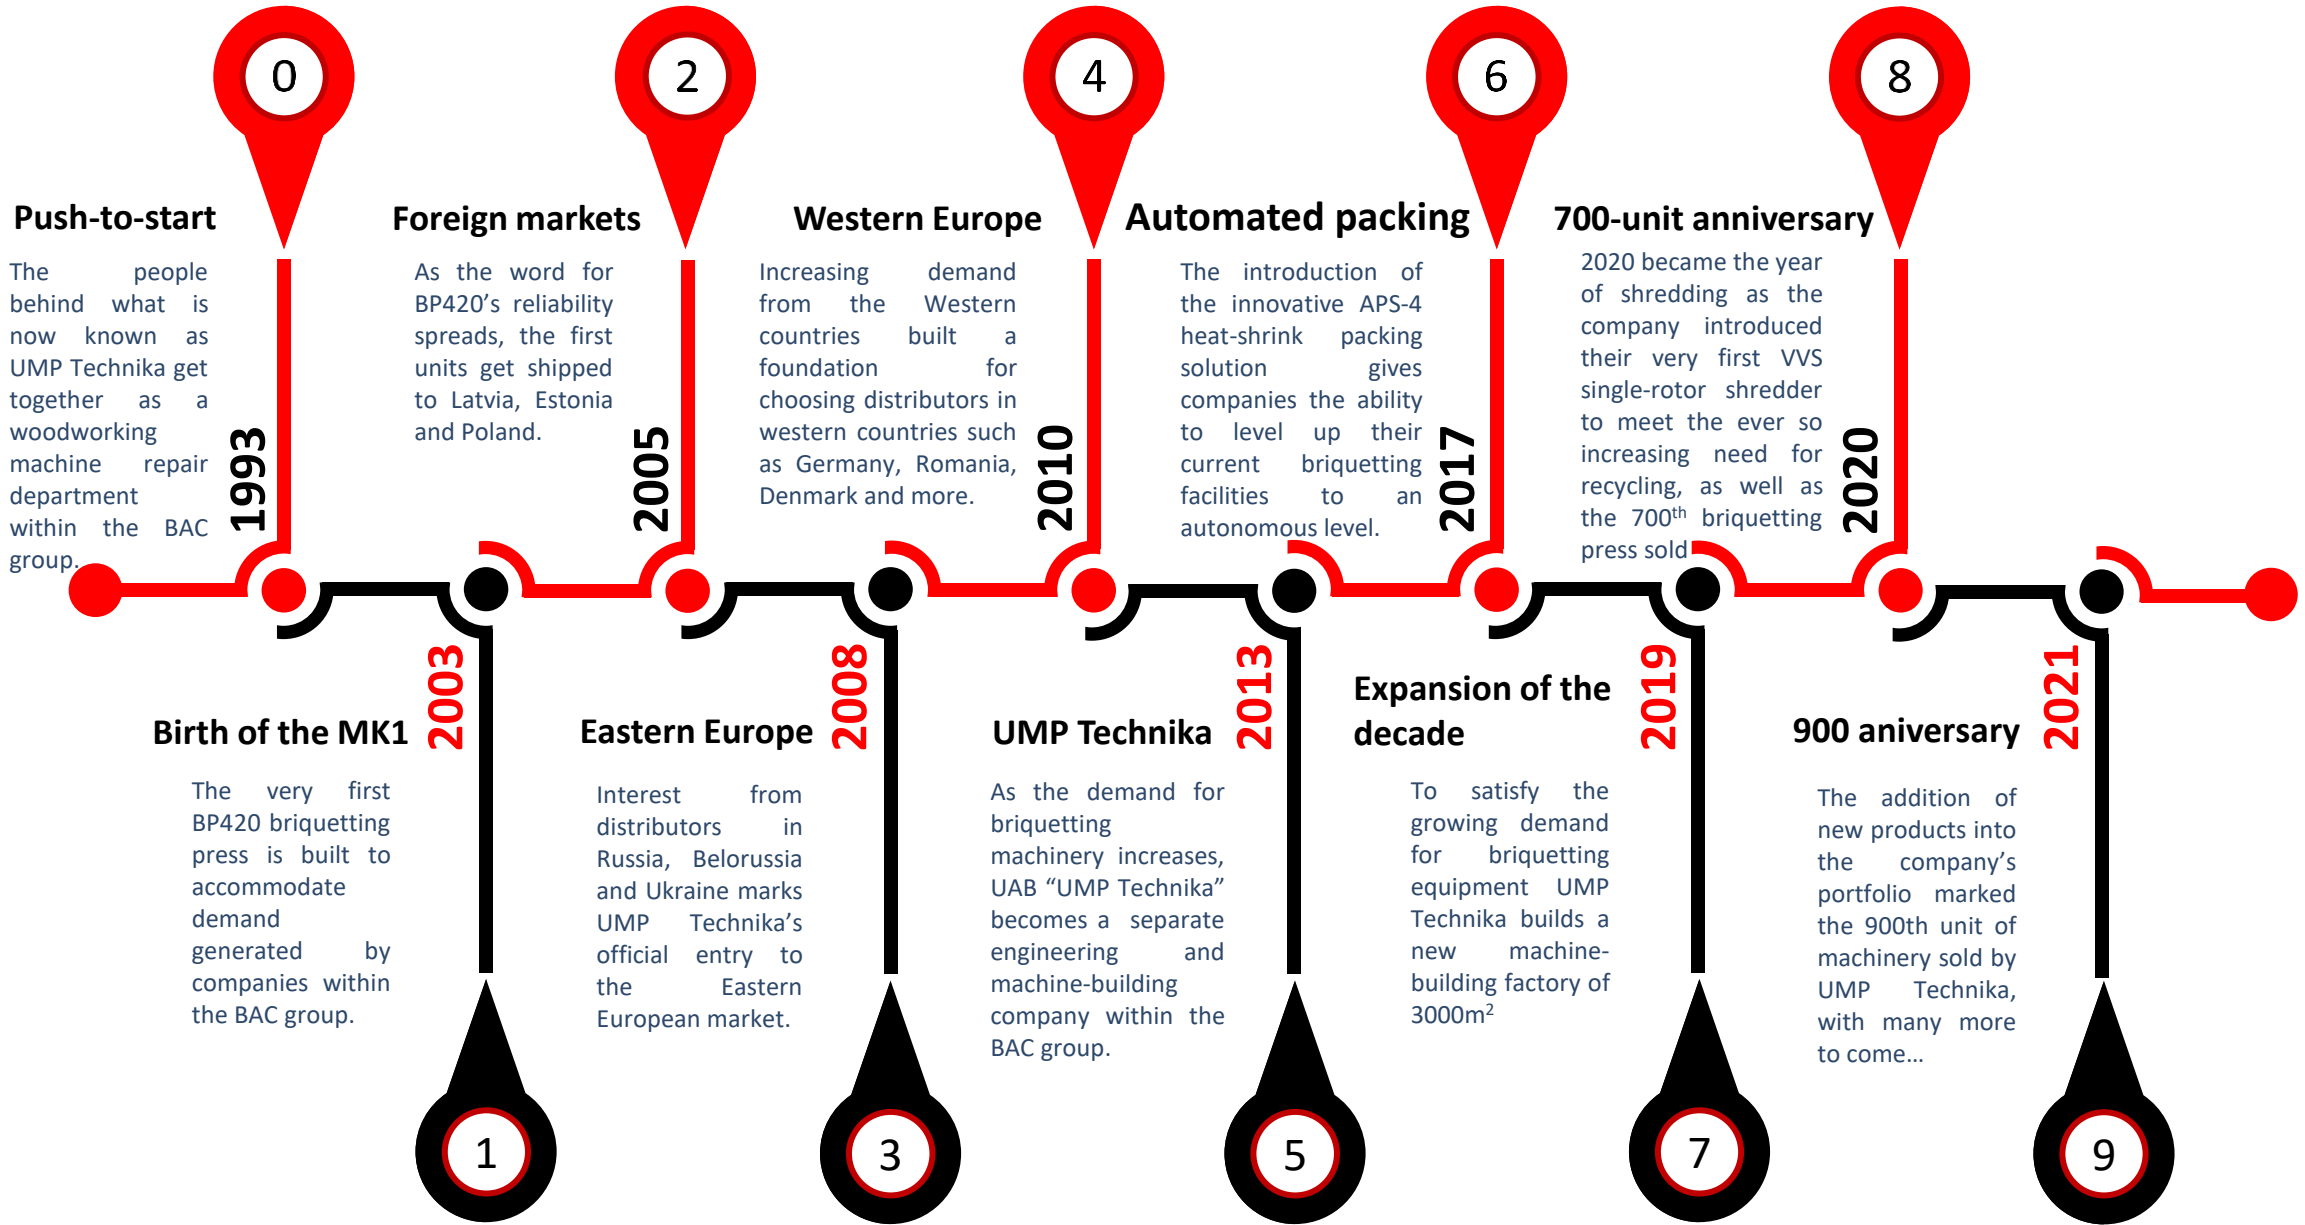 0
Push-to-start
The people
behind what is
now known as
UMP Technika get
together as a
woodworking
machine repair
department
within the BAC
group.
1993
2
Foreign markets
As the word for
BP420’s reliability
spreads, the first
units get shipped
to Latvia, Estonia
and Poland.
2005
4
Western Europe
Increasing demand
from the Western
countries built a
foundation for
choosing distributors in
western countries such
as Germany, Romania,
Denmark and more.
2010
6
Automated packing
The introduction of
the innovative APS-4
heat-shrink packing
solution gives
companies the ability
to level up their
current briquetting
facilities to an
autonomous level.
2017
8
700-unit anniversary
2020 became the year
of shredding as the
company introduced
their very first VVS
single-rotor shredder
to meet the ever so
increasing need for
recycling, as well as
the 700th briquetting
press sold
2020
2003
Birth of the MK1
The very first
BP420 briquetting
press is built to
accommodate
demand
generated by
companies within
the BAC group.
1
2008
Eastern Europe
Interest from
distributors in
Russia, Belorussia
and Ukraine marks
UMP Technika’s
official entry to
the Eastern
European market.
3
2013
UMP Technika
As the demand for
briquetting
machinery increases,
UAB “UMP Technika”
becomes a separate
engineering and
machine-building
company within the
BAC group.
5
2019
Expansion of the
decade
To satisfy the
growing demand
for briquetting
equipment UMP
Technika builds a
new machine-
building factory of
3000m²
7
2021
900 aniversary
The addition of
new products into
the company’s
portfolio marked
the 900th unit of
machinery sold by
UMP Technika,
with many more
to come…
9